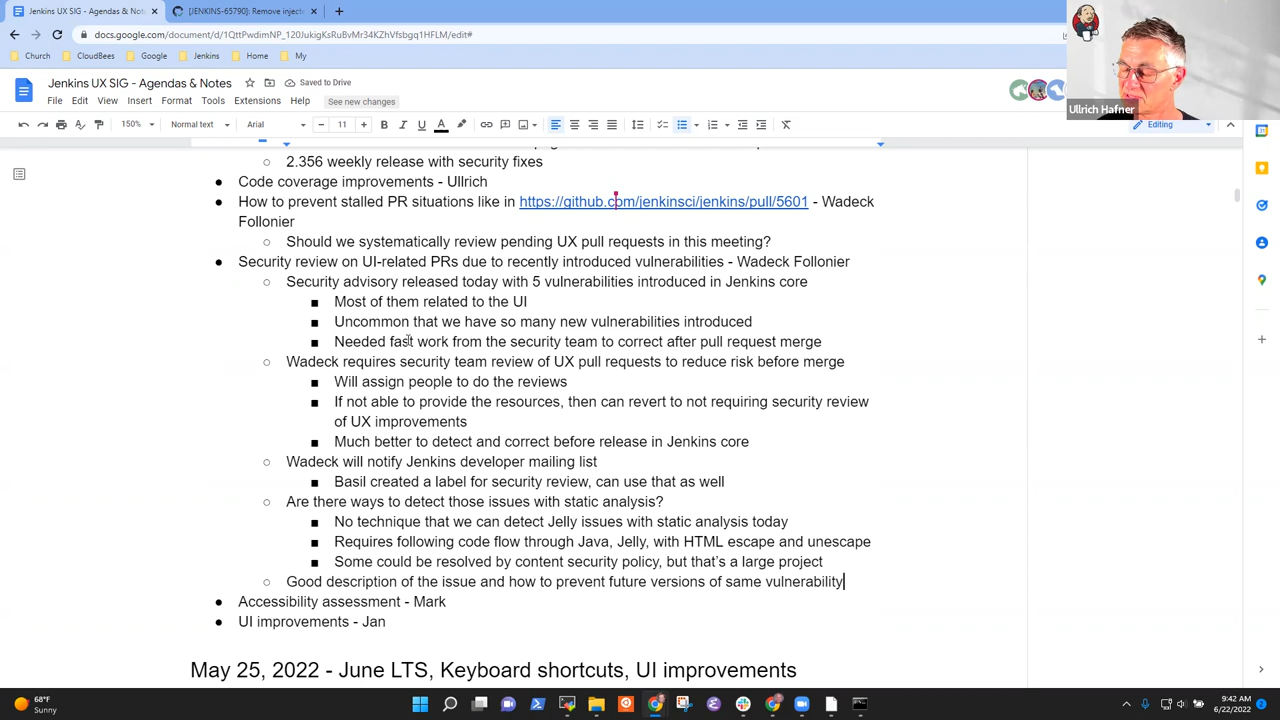 Jenkins UX SIG - Agendas & Notes
[JENKINS-65790]: Remove inject
docs.google.com/document/d/1QttPwdimNP_120JukigKsRuBvMr34KZhVfsbgq1HFLM/edit#
Church CloudBees Google Jenkins Home My
Jenkins UX SIG - Agendas & Notes Saved to Drive
File Edit View Insert Format Tools Extensions Help See new changes
150% Normal text Arial 11 Editing
Ullrich Hafner
2.356 weekly release with security fixes
Code coverage improvements - Ullrich
How to prevent stalled PR situations like in https://github.com/jenkinsci/jenkins/pull/5601 - Wadeck
Follonier
Should we systematically review pending UX pull requests in this meeting?
Security review on UI-related PRs due to recently introduced vulnerabilities - Wadeck Follonier
Security advisory released today with 5 vulnerabilities introduced in Jenkins core
Most of them related to the UI
Uncommon that we have so many new vulnerabilities introduced
Needed fast work from the security team to correct after pull request merge
Wadeck requires security team review of UX pull requests to reduce risk before merge
Will assign people to do the reviews
If not able to provide the resources, then can revert to not requiring security review
of UX improvements
Much better to detect and correct before release in Jenkins core
Wadeck will notify Jenkins developer mailing list
Basil created a label for security review, can use that as well
Are there ways to detect those issues with static analysis?
No technique that we can detect Jelly issues with static analysis today
Requires following code flow through Java, Jelly, with HTML escape and unescape
Some could be resolved by content security policy, but that's a large project
Good description of the issue and how to prevent future versions of same vulnerability
Accessibility assessment - Mark
UI improvements - Jan
May 25, 2022 - June LTS, Keyboard shortcuts, UI improvements
68°F
Sunny
9:42 AM
6/22/2022